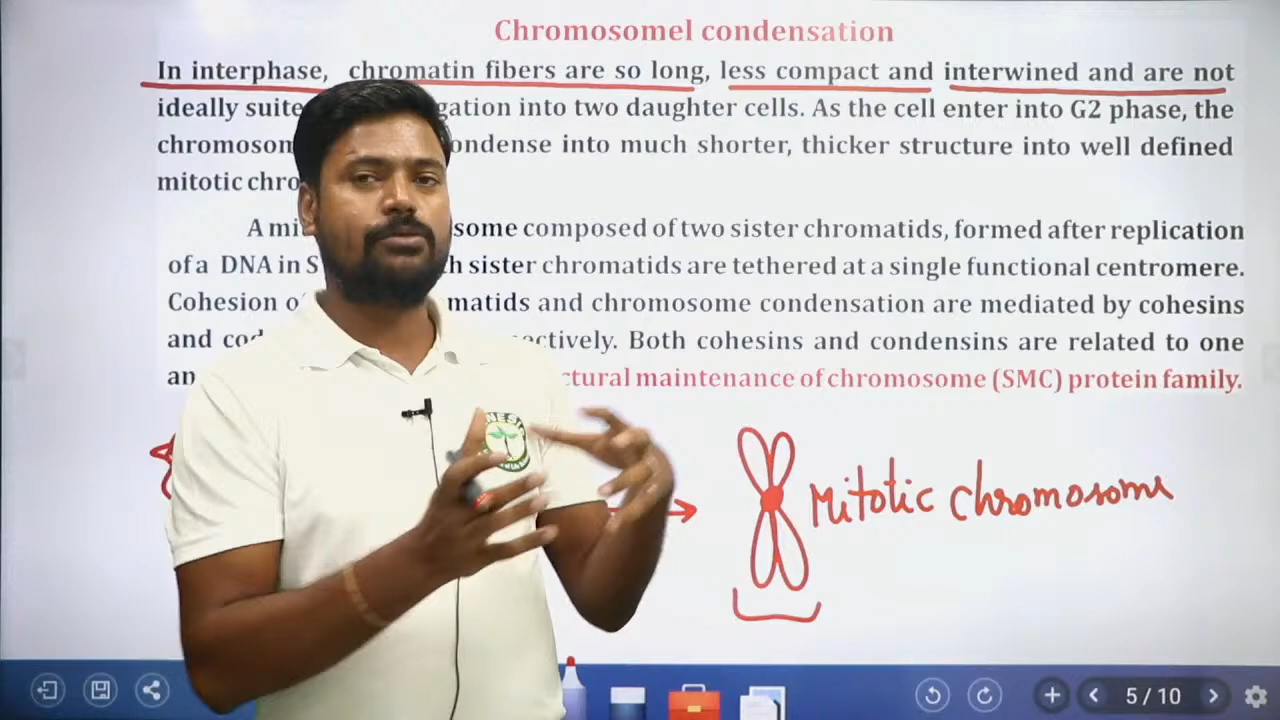 Chromosomel condensation
In interphase, chromatin fibers are so long, less compact and interwined and are not
ideally suite gation into two daughter cells. As the cell enter into G2 phase, the
chromosom ondense into much shorter, thicker structure into well defined
mitotic chro
A mi some composed of two sister chromatids, formed after replication
of a DNA in S h sister chromatids are tethered at a single functional centromere.
Cohesion of matids and chromosome condensation are mediated by cohesins
and co ectively. Both cohesins and condensins are related to one
an ctural maintenance of chromosome (SMC) protein family.
Mitotic chromosome
5 / 10